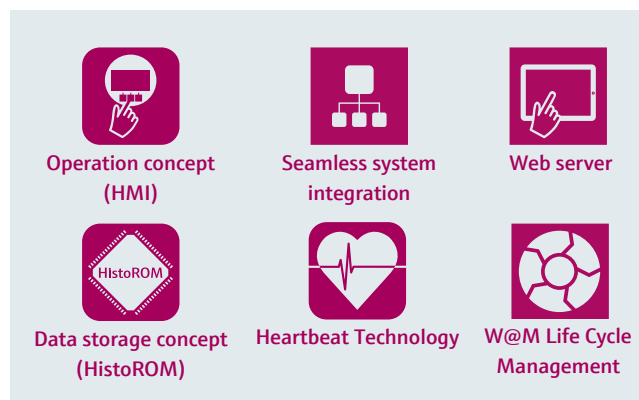 Operation concept
(HMI)
Seamless system
integration
Web server
HistoROM
Data storage concept
(HistoROM)
Heartbeat Technology
W@M Life Cycle
Management